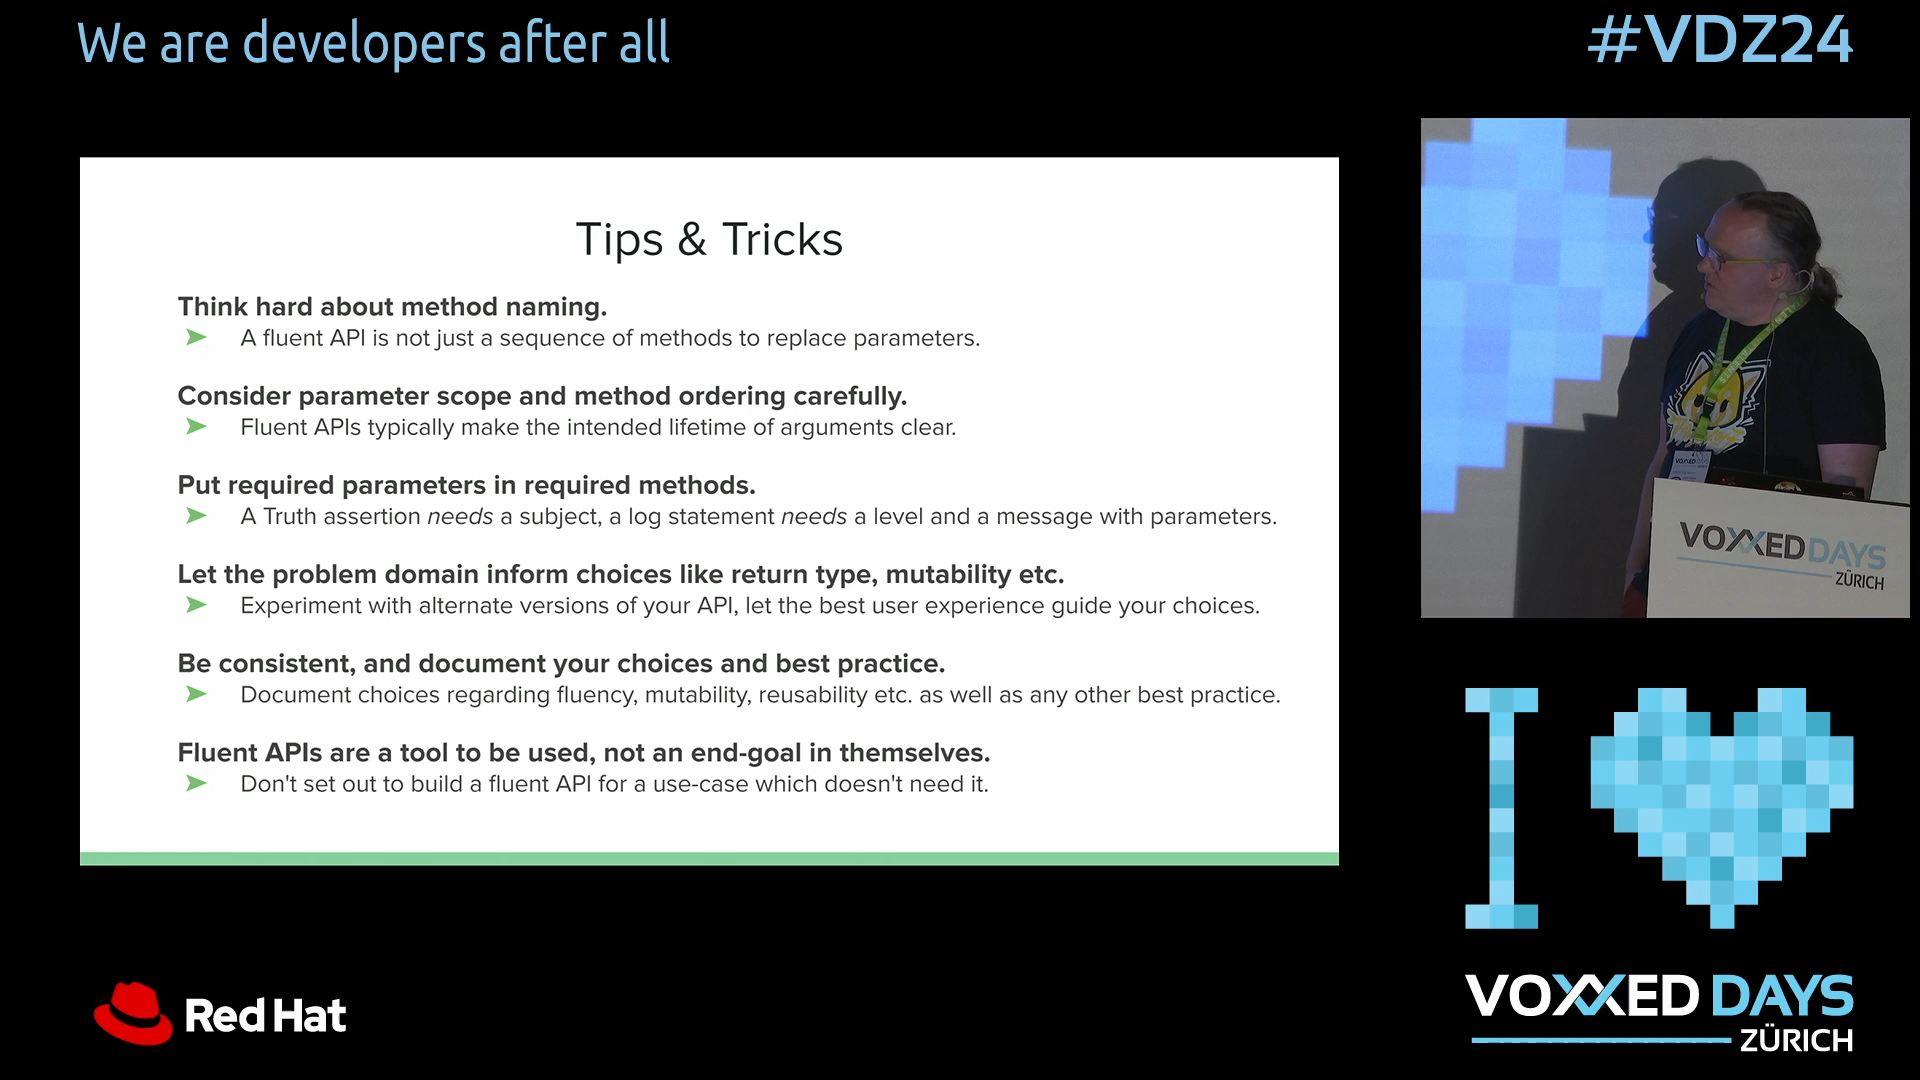 We are developers after all
#VDZ24
Tips & Tricks
Think hard about method naming.
A fluent API is not just a sequence of methods to replace parameters.
Consider parameter scope and method ordering carefully.
Fluent APIs typically make the intended lifetime of arguments clear.
Put required parameters in required methods.
A Truth assertion needs a subject, a log statement needs a level and a message with parameters.
Let the problem domain inform choices like return type, mutability etc.
Experiment with alternate versions of your API, let the best user experience guide your choices.
Be consistent, and document your choices and best practice.
Document choices regarding fluency, mutability, reusability etc. as well as any other best practice.
Fluent APIs are a tool to be used, not an end-goal in themselves.
Don't set out to build a fluent API for a use-case which doesn't need it.
VOXXED DAYS
VOXXED DAYS
ZÜRICH
I
Red Hat
VOXXED DAYS
ZÜRICH